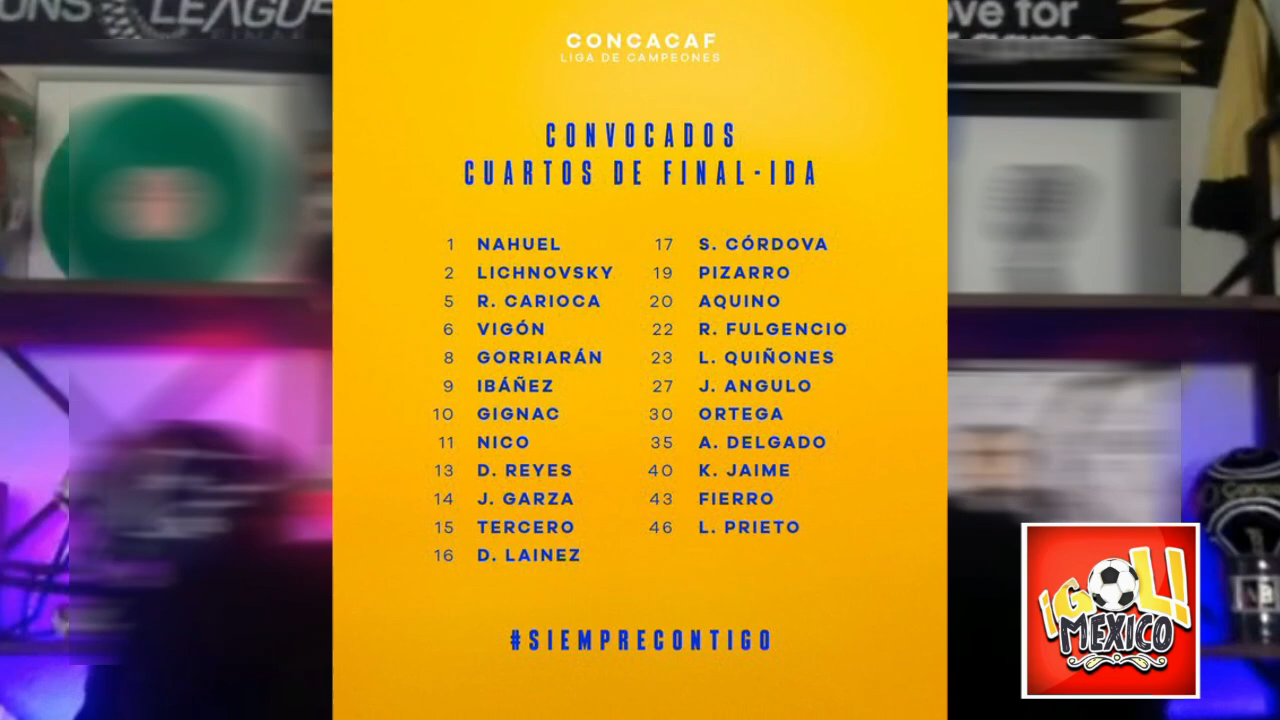 CONCACAF
LIGA DE CAMPEONES
CONVOCADOS
CUARTOS DE FINAL-IDA
1 NAHUEL
2 LICHNOVSKY
5 R. CARIOCA
6 VIGÓN
8 GORRIARÁN
9 IBÁÑEZ
10 GIGNAC
11 NICO
13 D. REYES
14 J. GARZA
15 TERCERO
16 D. LAINEZ
17 S. CÓRDOVA
19 PIZARRO
20 AQUINO
22 R. FULGENCIO
23 L. QUIÑONES
27 J. ANGULO
30 ORTEGA
35 A. DELGADO
40 K. JAIME
43 FIERRO
46 L. PRIETO
#SIEMPRECONTIGO
¡GOL!
MEXICO
for